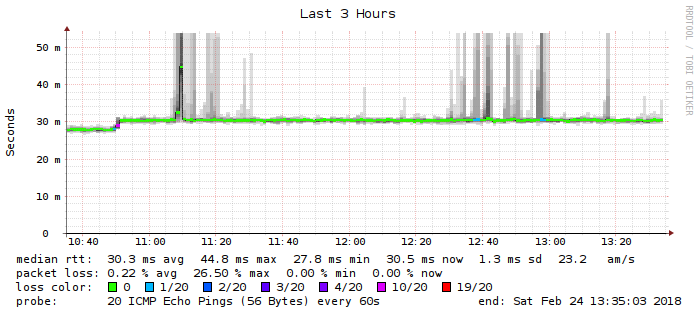 Last 3 Hours
RRDTOOL / TOBI OETIKER
Seconds
50 m
40 m
30 m
20 m
10 m
0
10:40 11:00 11:20 11:40 12:00 12:20 12:40 13:00 13:20
median rtt: 30.3 ms avg 44.8 ms max 27.8 ms min 30.5 ms now 1.3 ms sd 23.2 am/s
packet loss: 0.22 % avg 26.50 % max 0.00 % min 0.00 % now
loss color: 0 1/20 2/20 3/20 4/20 10/20 19/20
probe: 20 ICMP Echo Pings (56 Bytes) every 60s end: Sat Feb 24 13:35:03 2018